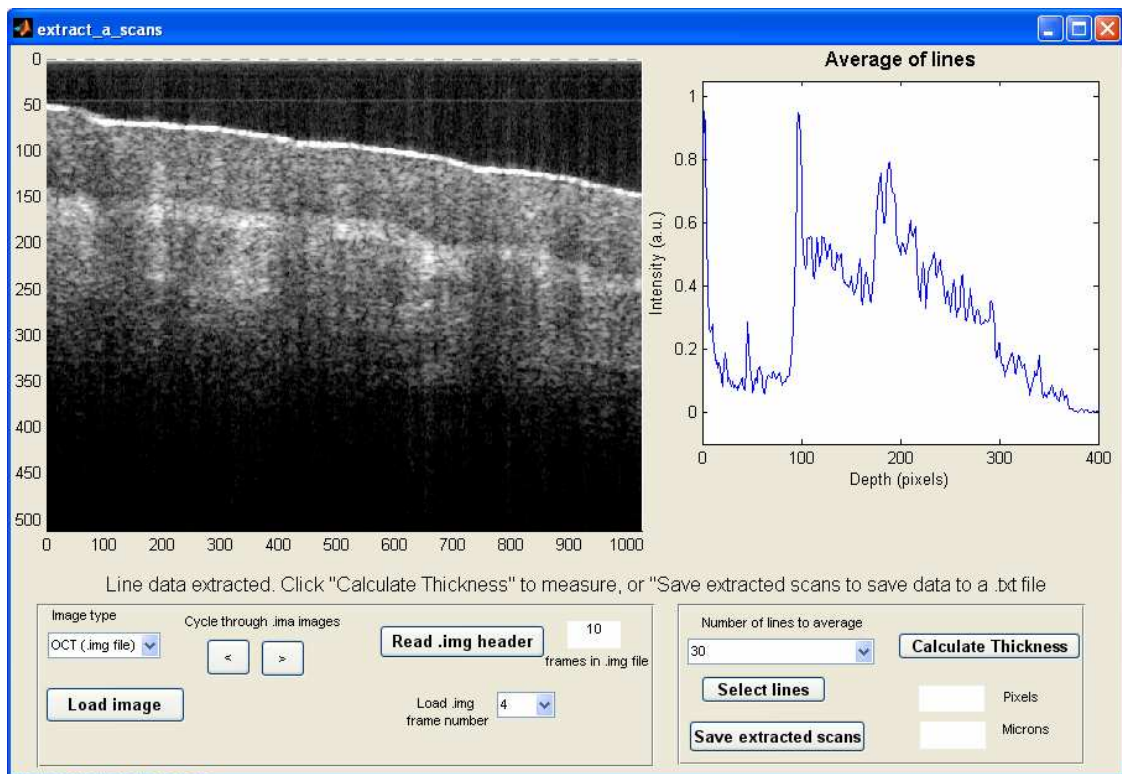 extract_a_scans
Average of lines
0
50
100
150
200
250
300
350
400
450
500
0 100 200 300 400 500 600 700 800 900 1000
1
0.8
0.6
0.4
0.2
0
Intensity (a.u.)
0 100 200 300 400
Depth (pixels)
Line data extracted. Click "Calculate Thickness" to measure, or "Save extracted scans to save data to a .txt file
Image type
OCT (.img file)
Cycle through .ima images
< >
Load image
Read .img header
10
frames in .img file
Load .img
frame number
4
Number of lines to average
30
Calculate Thickness
Select lines
Pixels
Save extracted scans
Microns